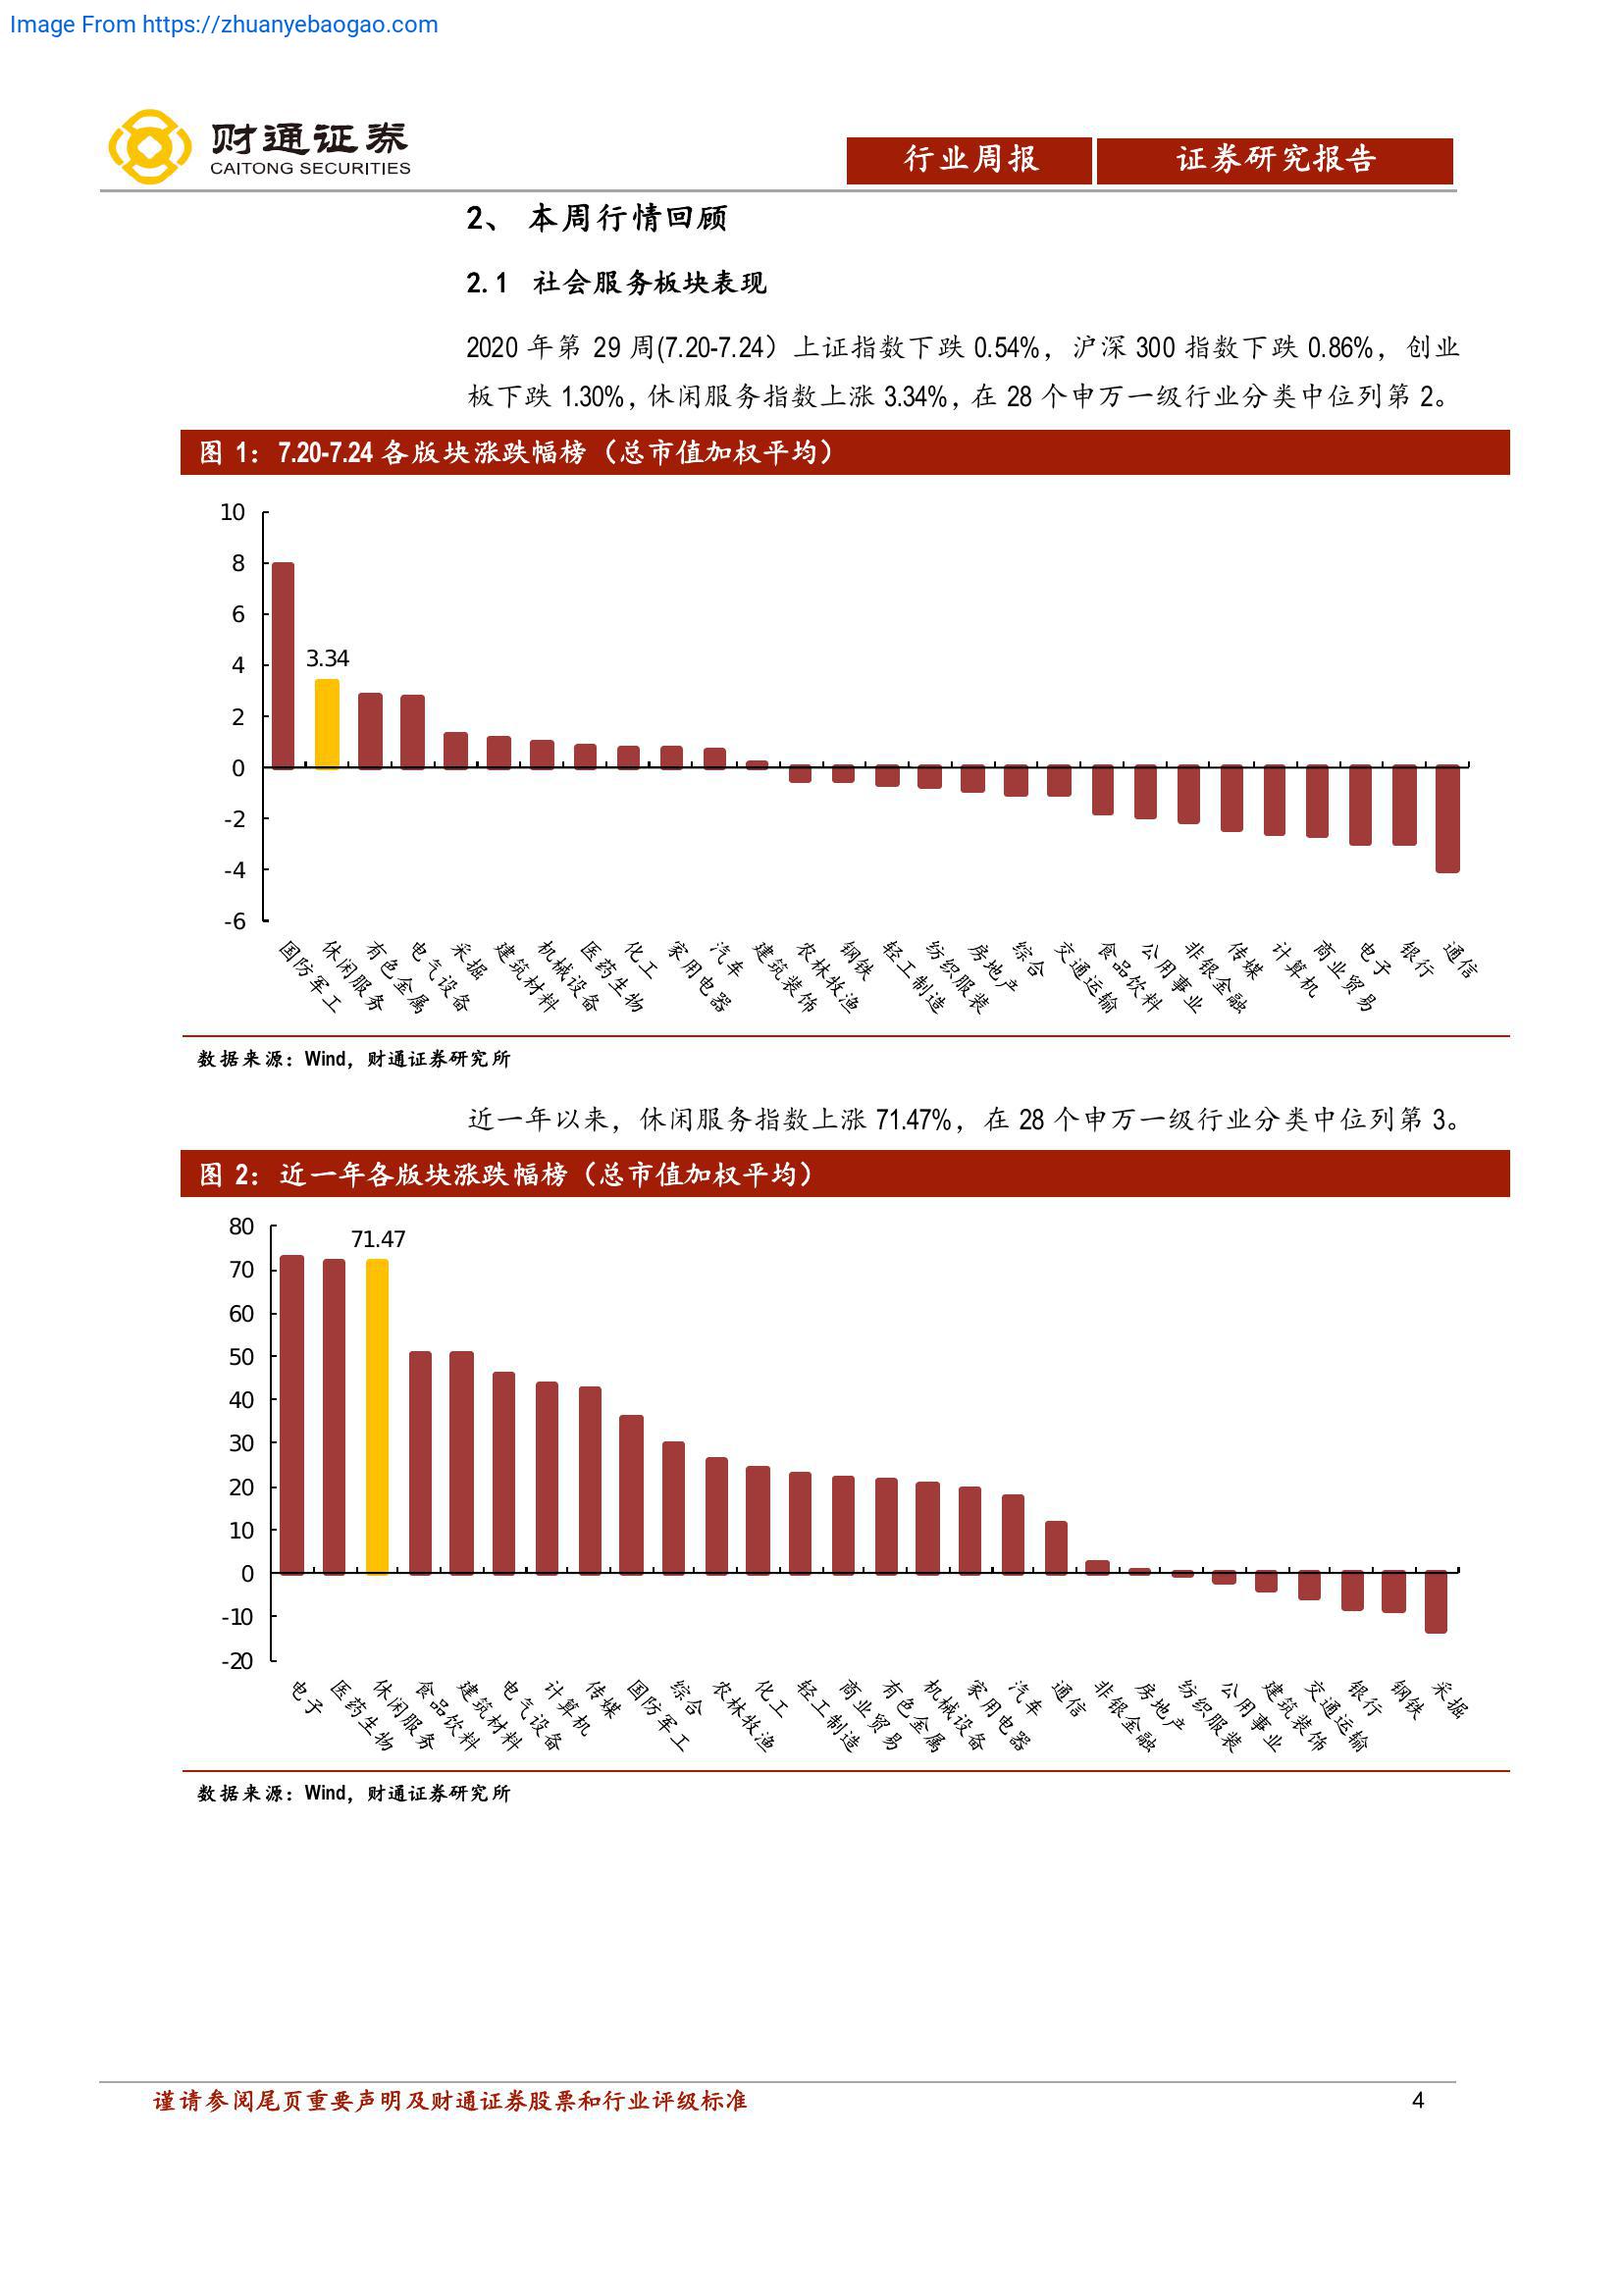 Image From https://zhuanyebaogao.com
财通证券
CAITONG SECURITIES
行业周报
证券研究报告
2、 本周行情回顾
2.1 社会服务板块表现
2020 年第 29 周(7.20-7.24）上证指数下跌 0.54%，沪深 300 指数下跌 0.86%，创业
板下跌 1.30%，休闲服务指数上涨 3.34%，在 28 个申万一级行业分类中位列第 2。
图 1：7.20-7.24 各版块涨跌幅榜（总市值加权平均）
10
8
6
4
2
0
-2
-4
-6
3.34
国防军工
休闲服务
有色金属
电气设备
采掘
建筑材料
机械设备
医药生物
化工
家用电器
汽车
建筑装饰
农林牧渔
钢铁
轻工制造
纺织服装
房地产
综合
交通运输
食品饮料
公用事业
非银金融
传媒
计算机
商业贸易
电子
银行
通信
数据来源：Wind，财通证券研究所
近一年以来，休闲服务指数上涨 71.47%，在 28 个申万一级行业分类中位列第 3。
图 2：近一年各版块涨跌幅榜（总市值加权平均）
80
70
60
50
40
30
20
10
0
-10
-20
71.47
电子
医药生物
休闲服务
食品饮料
建筑材料
电气设备
计算机
传媒
国防军工
综合
农林牧渔
化工
轻工制造
商业贸易
有色金属
机械设备
家用电器
汽车
通信
非银金融
房地产
纺织服装
公用事业
建筑装饰
交通运输
银行
钢铁
采掘
数据来源：Wind，财通证券研究所
谨请参阅尾页重要声明及财通证券股票和行业评级标准
4